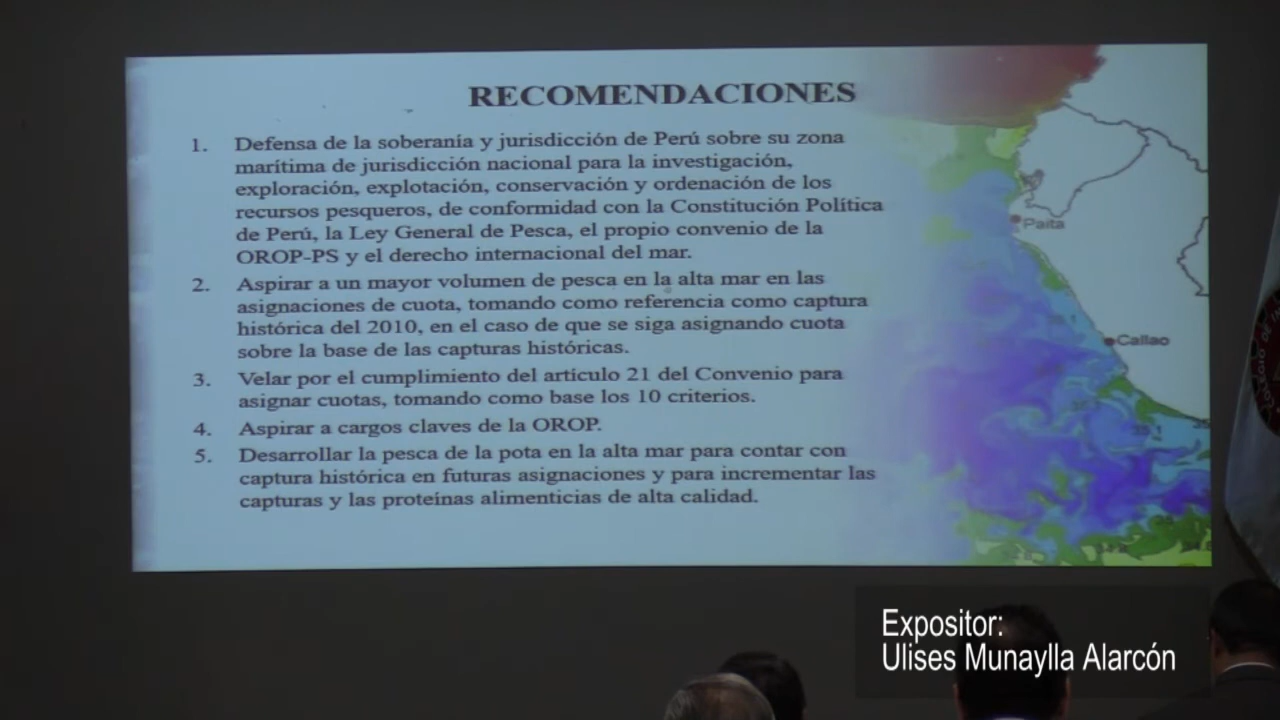 RECOMENDACIONES
1. Defensa de la soberanía y jurisdicción de Perú sobre su zona
marítima de jurisdicción nacional para la investigación,
exploración, explotación, conservación y ordenación de los
recursos pesqueros, de conformidad con la Constitución Política
de Perú, la Ley General de Pesca, el propio convenio de la
OROP-PS y el derecho internacional del mar.
2. Aspirar a un mayor volumen de pesca en la alta mar en las
asignaciones de cuota, tomando como referencia como captura
histórica del 2010, en el caso de que se siga asignando cuota
sobre la base de las capturas históricas.
3. Velar por el cumplimiento del artículo 21 del Convenio para
asignar cuotas, tomando como base los 10 criterios.
4. Aspirar a cargos claves de la OROP.
5. Desarrollar la pesca de la pota en la alta mar para contar con
captura histórica en futuras asignaciones y para incrementar las
capturas y las proteínas alimenticias de alta calidad.
Paita
Callao
Expositor:
Ulises Munaylla Alarcón